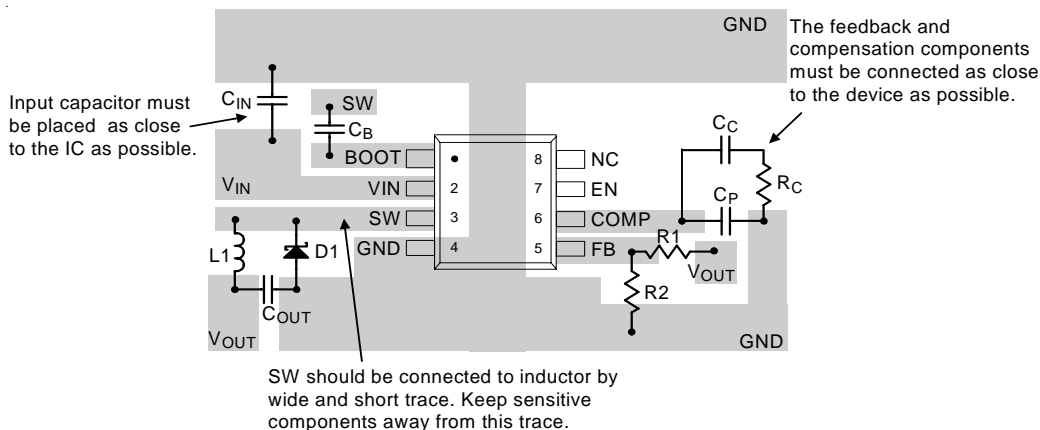 GND
The feedback and
compensation components
must be connected as close
to the device as possible.
Input capacitor must
be placed as close
to the IC as possible.
CIN
SW
CB
BOOT
VIN
VIN
2
SW
3
GND
4
8
NC
7
EN
6
COMP
5
FB
CC
RC
CP
R1
VOUT
R2
L1
D1
COUT
VOUT
GND
SW should be connected to inductor by
wide and short trace. Keep sensitive
components away from this trace.